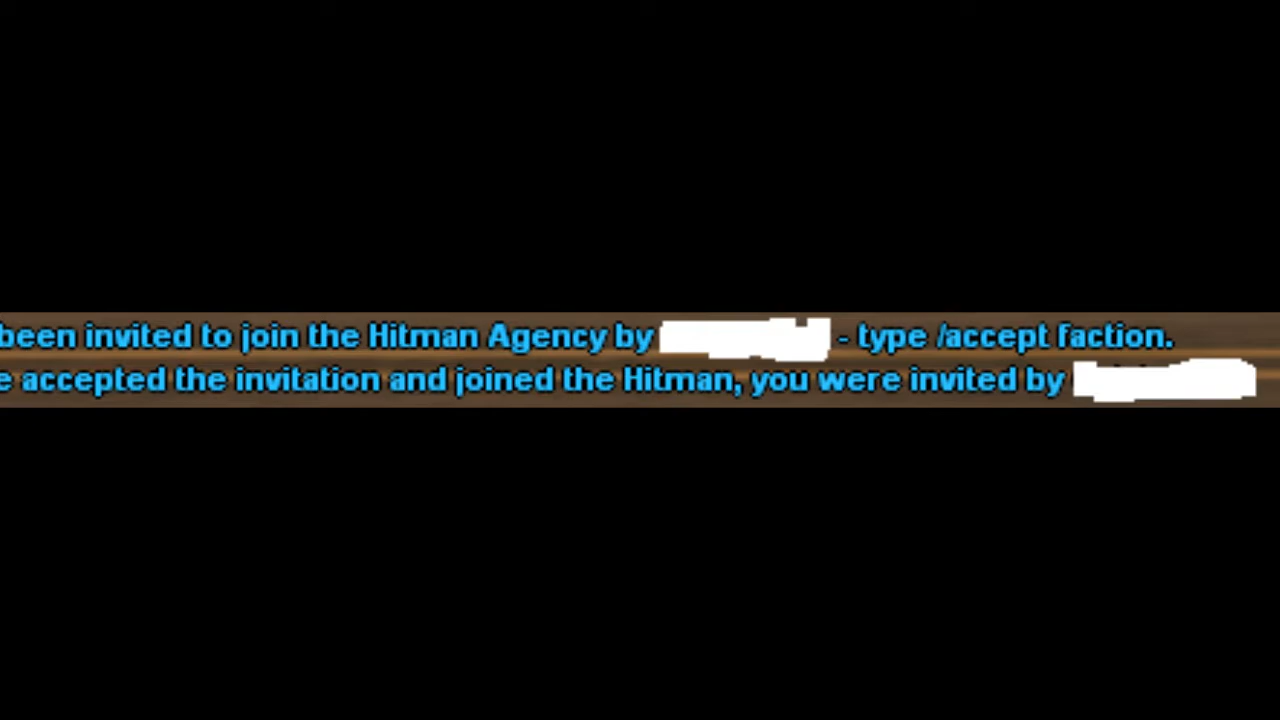 been invited to join the Hitman Agency by - type /accept faction.
e accepted the invitation and joined the Hitman, you were invited by